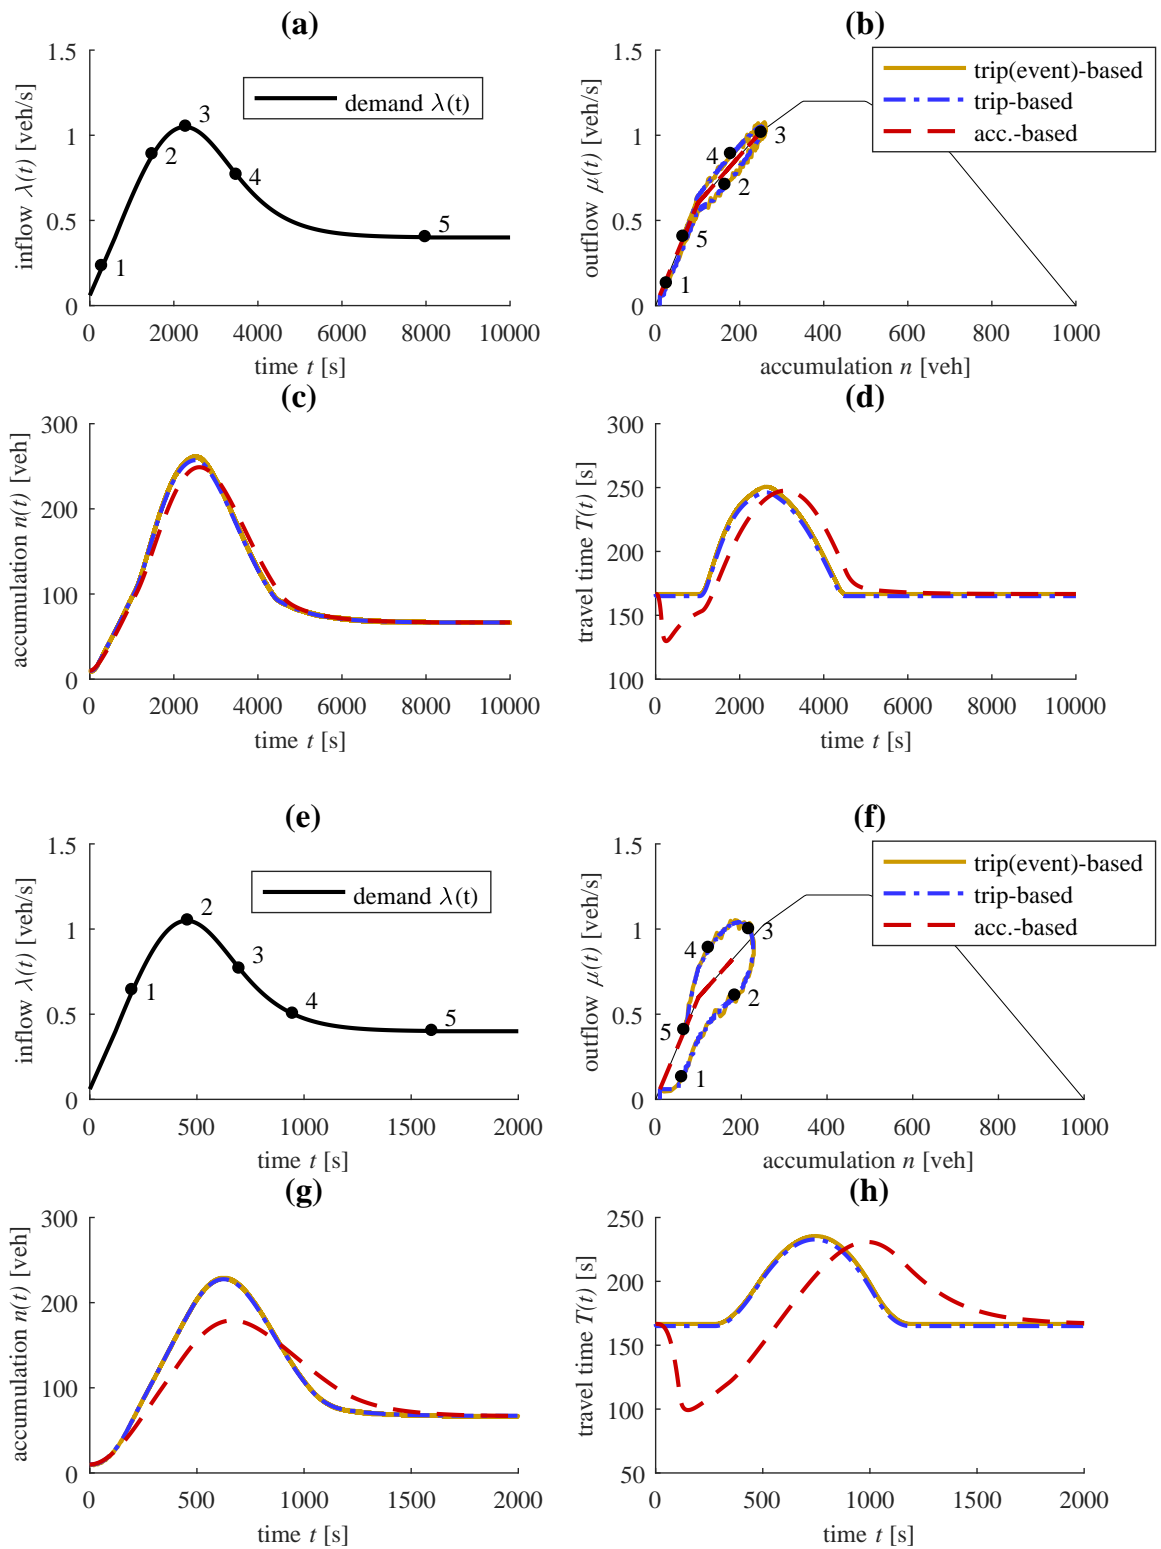 (a)
1.5
1
0.5
0
inflow λ(t) [veh/s]
demand λ(t)
1
2
3
4
5
0 2000 4000 6000 8000 10000
time t [s]
(b)
1.5
1
0.5
0
outflow μ(t) [veh/s]
trip(event)-based
trip-based
acc.-based
3
4
2
5
1
0 200 400 600 800 1000
accumulation n [veh]
(c)
300
200
100
0
accumulation n(t) [veh]
0 2000 4000 6000 8000 10000
time t [s]
(d)
300
250
200
150
100
travel time T(t) [s]
0 2000 4000 6000 8000 10000
time t [s]
(e)
1.5
1
0.5
0
inflow λ(t) [veh/s]
demand λ(t)
1
2
3
4
5
0 500 1000 1500 2000
time t [s]
(f)
1.5
1
0.5
0
outflow μ(t) [veh/s]
trip(event)-based
trip-based
acc.-based
3
4
2
5
1
0 200 400 600 800 1000
accumulation n [veh]
(g)
300
200
100
0
accumulation n(t) [veh]
0 500 1000 1500 2000
time t [s]
(h)
250
200
150
100
50
travel time T(t) [s]
0 500 1000 1500 2000
time t [s]